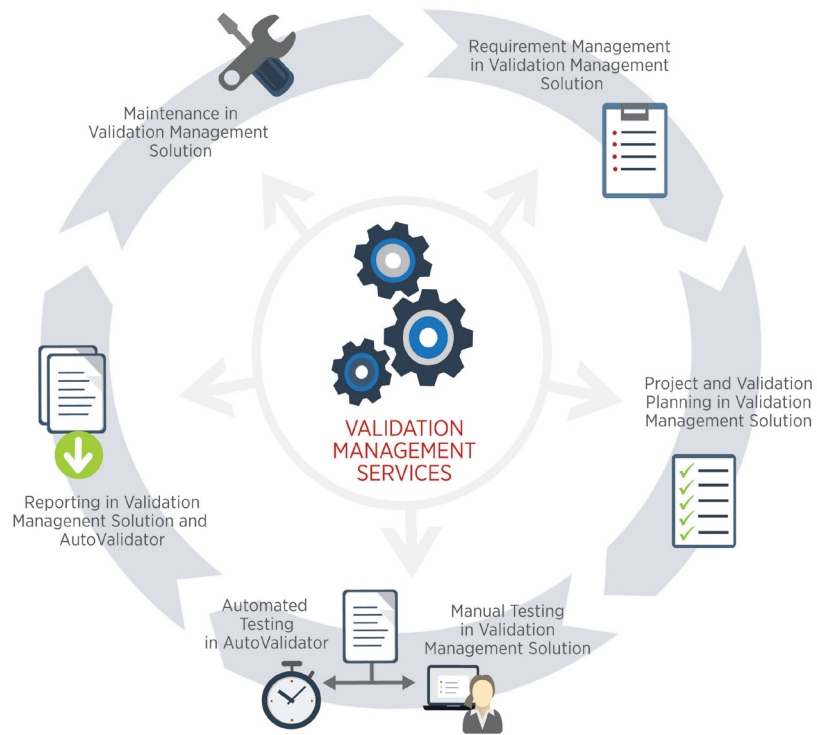 Requirement Management
in Validation Management
Solution
Maintenance in
Validation Management
Solution
Project and Validation
Planning in Validation
Management Solution
VALIDATION
MANAGEMENT
SERVICES
Reporting in Validation
Managenent Solution and
AutoValidator
Automated
Testing
in AutoValidator
Manual Testing
in Validation
Management Solution